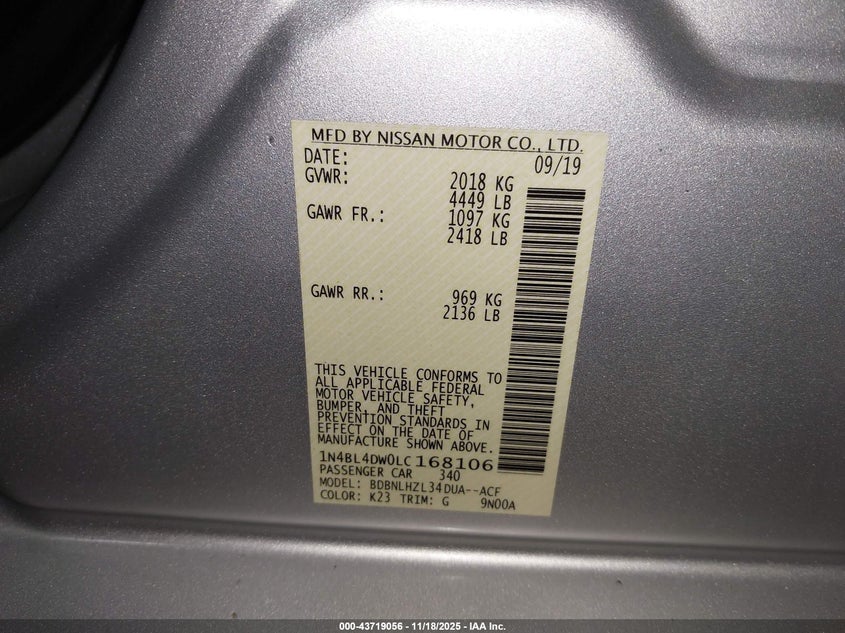 MFD BY NISSAN MOTOR CO., LTD.
DATE: 09/19
GVWR: 2018 KG
4449 LB
GAWR FR.: 1097 KG
2418 LB
GAWR RR.: 969 KG
2136 LB
THIS VEHICLE CONFORMS TO
ALL APPLICABLE FEDERAL
MOTOR VEHICLE SAFETY,
BUMPER, AND THEFT
PREVENTION STANDARDS IN
EFFECT ON THE DATE OF
MANUFACTURE SHOWN ABOVE.
1N4BL4DW0LC168106
PASSENGER CAR 340
MODEL: BDBNLHZL34DUA--ACF
COLOR: K23 TRIM: G 9N00A
000-43719056 - 11/18/2025 - IAA Inc.